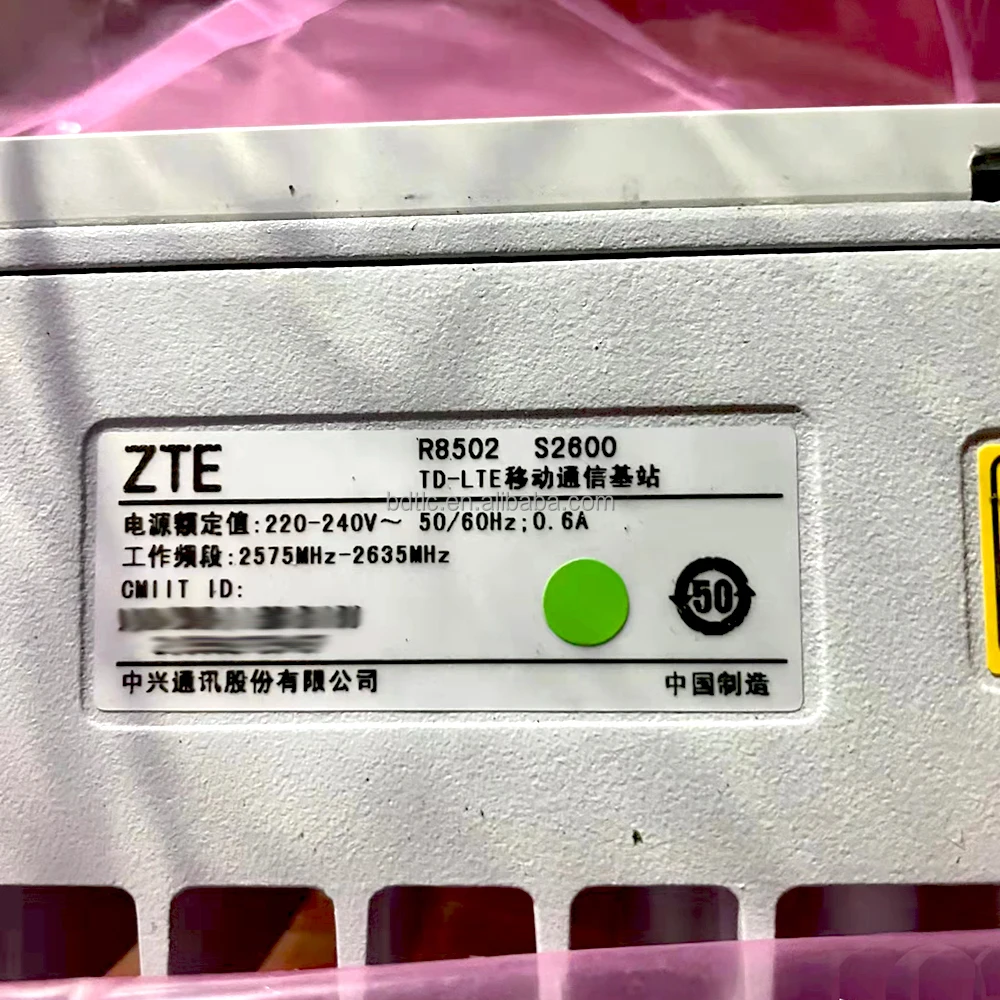 ZTE
R8502 S2600
TD-LTE移动通信基站
bdtlc.en.alibaba.com
电源额定值:220-240V～ 50/60Hz;0.6A
工作频段:2575MHz-2635MHz
CMIIT ID:
50
中兴通讯股份有限公司
中国制造